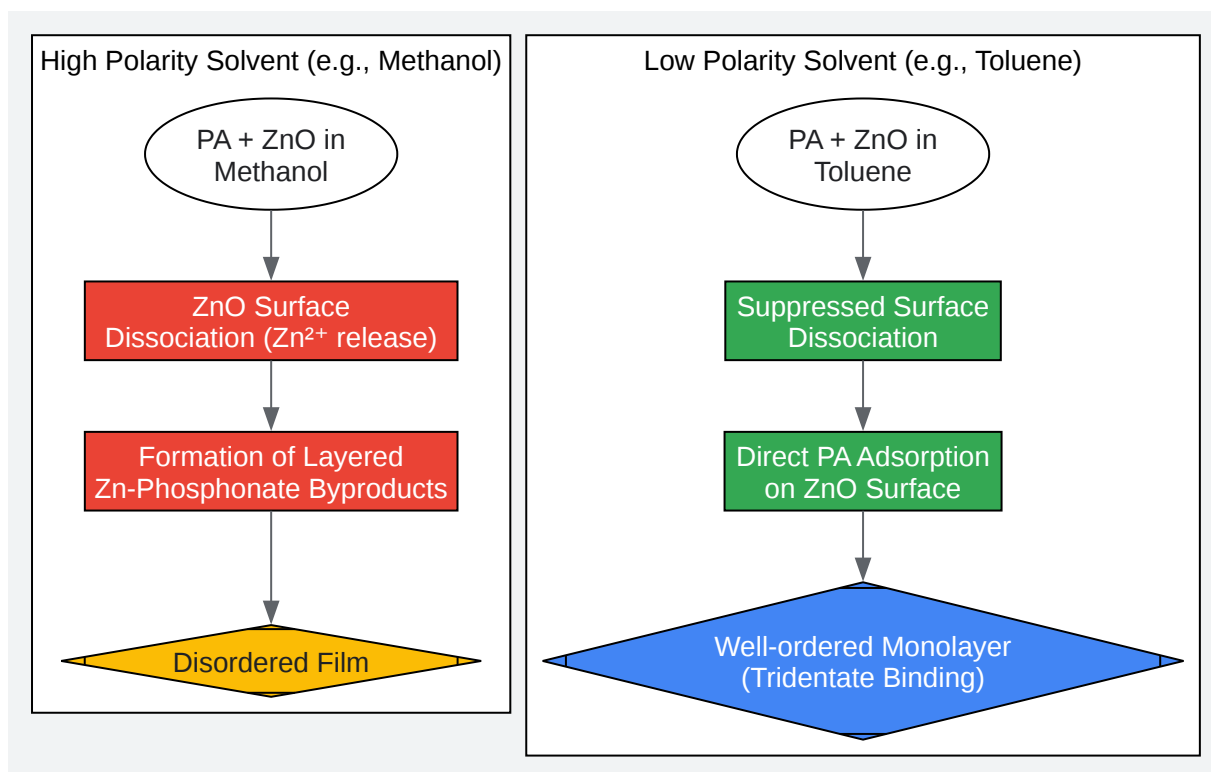 High Polarity Solvent (e.g., Methanol)
PA + ZnO in
Methanol
ZnO Surface
Dissociation (Zn²⁺ release)
Formation of Layered
Zn-Phosphonate Byproducts
Disordered Film
Low Polarity Solvent (e.g., Toluene)
PA + ZnO in
Toluene
Suppressed Surface
Dissociation
Direct PA Adsorption
on ZnO Surface
Well-ordered Monolayer
(Tridentate Binding)